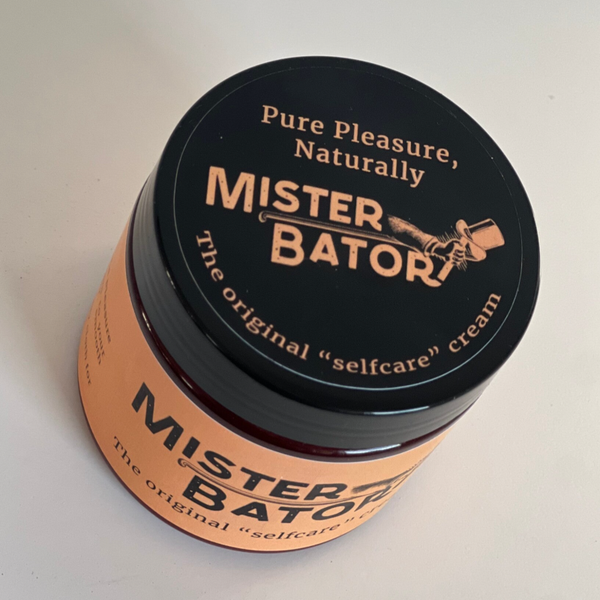 Pure Pleasure,
Naturally
MISTER
BATOR
The original "selfcare" cream
MISTER
BATOR
The original "selfcare"